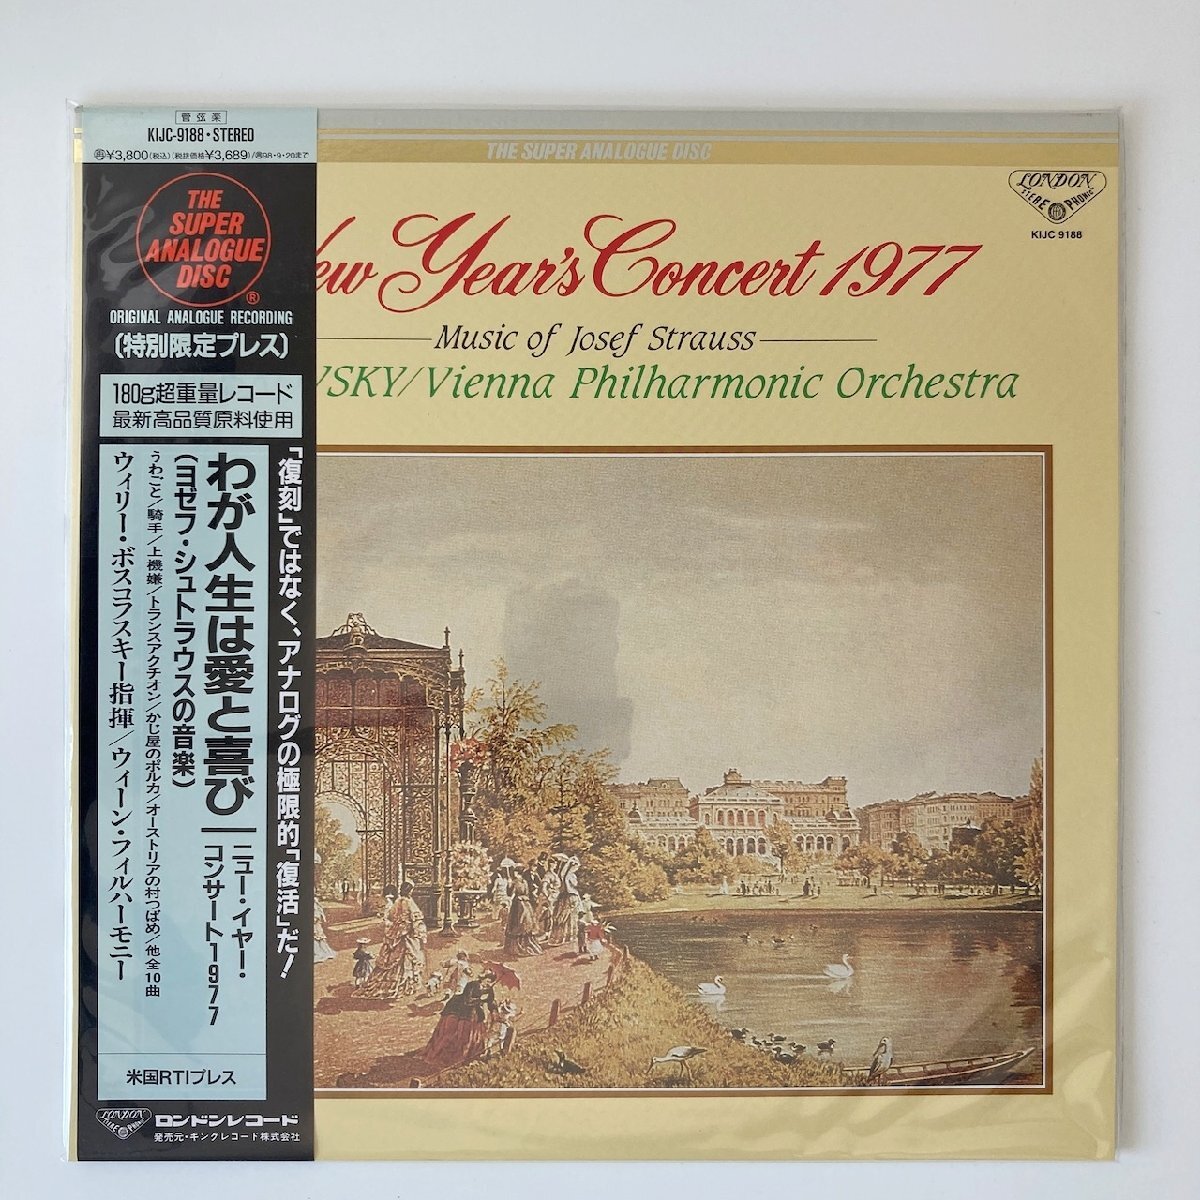 管弦楽
KIJC-9188・STEREO
¥3,800(税込)(税抜価格¥3,689)/98・9・20まで
THE
SUPER
ANALOGUE
DISC
®
ORIGINAL ANALOGUE RECORDING
〔特別限定プレス〕
180g超重量レコード
最新高品質原料使用
「復刻」ではなく、アナログの極限的「復活」だ!
わが人生は愛と喜び
ニュー・イヤー・
コンサート1977
(ヨゼフ・シュトラウスの音楽)
うわごと/騎手/上機嫌/トランスアクチオン/かじ屋のポルカ/オーストリアの村つばめ/他全10曲
ウィリー・ボスコフスキー指揮/ウィーン・フィルハーモニー
米国RTIプレス
LONDON
STEREO PHONIC
ロンドンレコード
発売元・キングレコード株式会社
THE SUPER ANALOGUE DISC
LONDON
STEREO PHONIC
KIJC 9188
ew Year's Concert 1977
Music of Josef Strauss
VSKY/Vienna Philharmonic Orchestra